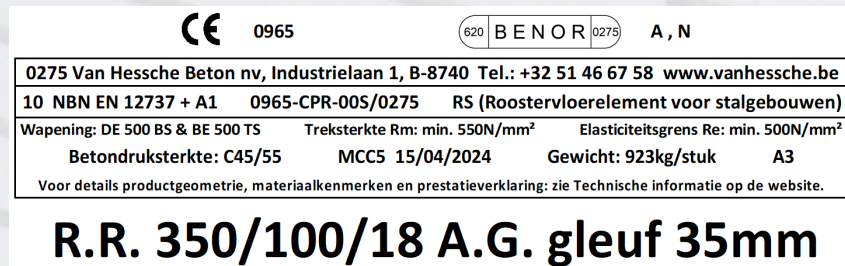 CE 0965 620 BENOR 0275 A , N
0275 Van Hessche Beton nv, Industrielaan 1, B-8740 Tel.: +32 51 46 67 58 www.vanhessche.be
10 NBN EN 12737 + A1 0965-CPR-00S/0275 RS (Roostervloerelement voor stalgebouwen)
Wapening: DE 500 BS & BE 500 TS Treksterkte Rm: min. 550N/mm² Elasticiteitsgrens Re: min. 500N/mm²
Betondruksterkte: C45/55 MCC5 15/04/2024 Gewicht: 923kg/stuk A3
Voor details productgeometrie, materiaalkenmerken en prestatieverklaring: zie Technische informatie op de website.
R.R. 350/100/18 A.G. gleuf 35mm